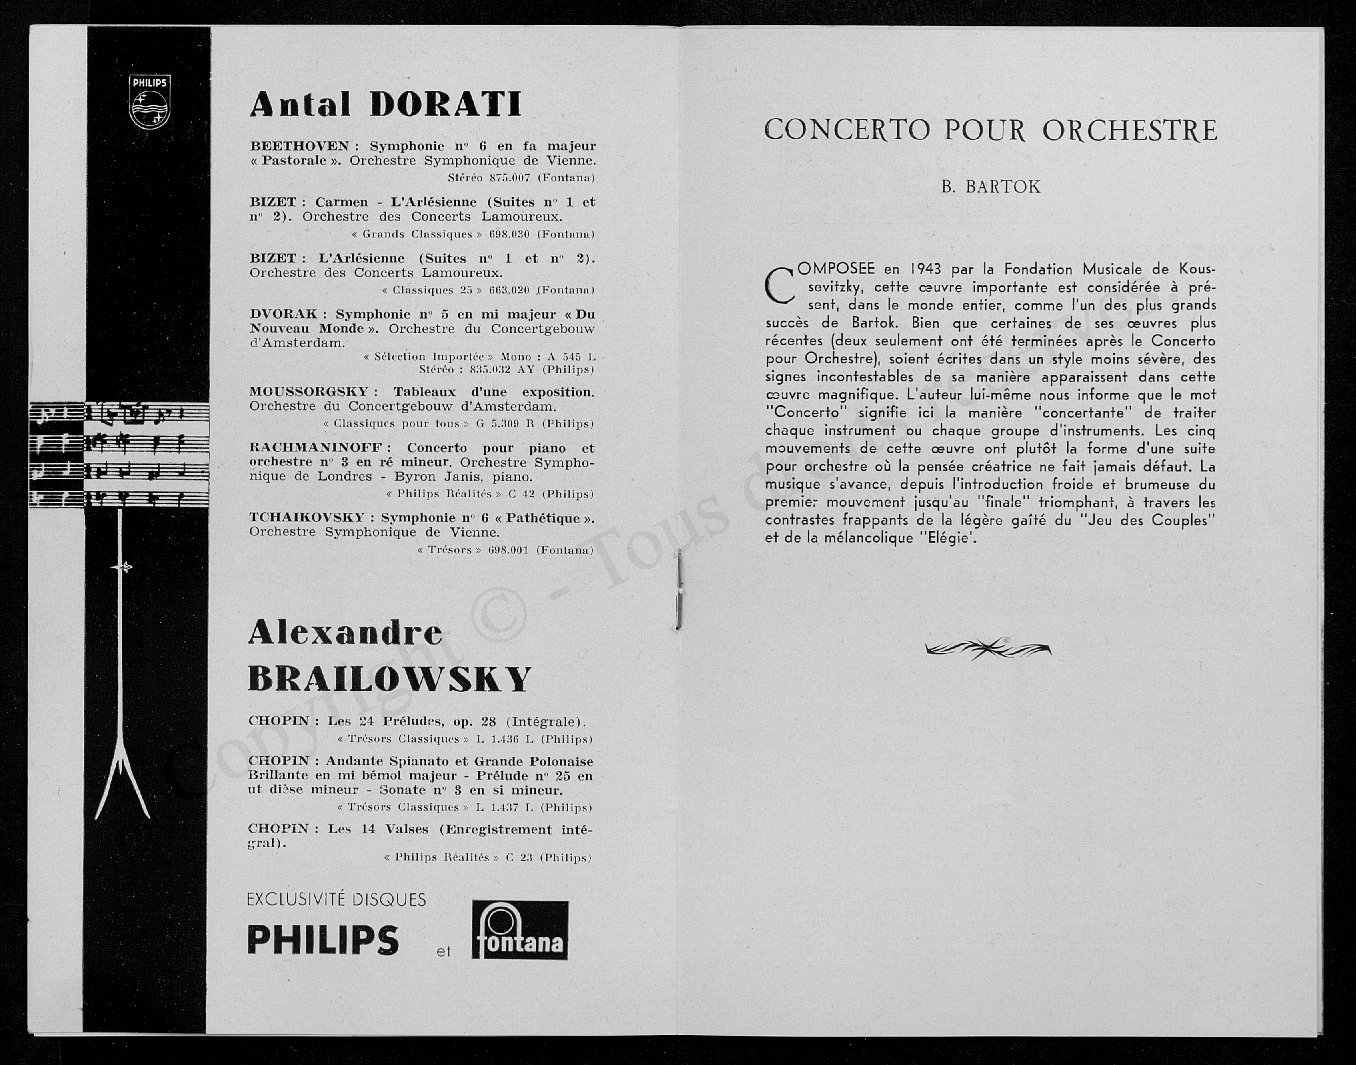 PHILIPS
Antal DORATI
BEETHOVEN : Symphonie n° 6 en fa majeur
« Pastorale ». Orchestre Symphonique de Vienne.
Stéréo 875.007 (Fontana)
BIZET : Carmen - L'Arlésienne (Suites n° 1 et
n° 2). Orchestre des Concerts Lamoureux.
« Grands Classiques » 698.030 (Fontana)
BIZET : L'Arlésienne (Suites n° 1 et n° 2).
Orchestre des Concerts Lamoureux.
« Classiques 25 » 663.020 (Fontana)
DVORAK : Symphonie n° 5 en mi majeur « Du
Nouveau Monde ». Orchestre du Concertgebouw
d'Amsterdam.
« Sélection Importée » Mono : A 545 L
Stéréo : 835.032 AY (Philips)
MOUSSORGSKY : Tableaux d'une exposition.
Orchestre du Concertgebouw d'Amsterdam.
« Classiques pour tous » G 5.309 R (Philips)
RACHMANINOFF : Concerto pour piano et
orchestre n° 3 en ré mineur. Orchestre Sympho-
nique de Londres - Byron Janis, piano.
« Philips Réalités » C 42 (Philips)
TCHAIKOVSKY : Symphonie n° 6 « Pathétique ».
Orchestre Symphonique de Vienne.
« Trésors » 698.001 (Fontana)
Alexandre
BRAILOWSKY
CHOPIN : Les 24 Préludes, op. 28 (Intégrale).
« Trésors Classiques » L 1.436 L (Philips)
CHOPIN : Andante Spianato et Grande Polonaise
Brillante en mi bémol majeur - Prélude n° 25 en
ut dièse mineur - Sonate n° 3 en si mineur.
« Trésors Classiques » L 1.437 L (Philips)
CHOPIN : Les 14 Valses (Enregistrement inté-
gral).
« Philips Réalités » C 23 (Philips)
EXCLUSIVITÉ DISQUES
PHILIPS et fontana
CONCERTO POUR ORCHESTRE
B. BARTOK
COMPOSEE en 1943 par la Fondation Musicale de Kous-
sevitzky, cette œuvre importante est considérée à pré-
sent, dans le monde entier, comme l'un des plus grands
succès de Bartok. Bien que certaines de ses œuvres plus
récentes (deux seulement ont été terminées après le Concerto
pour Orchestre), soient écrites dans un style moins sévère, des
signes incontestables de sa manière apparaissent dans cette
œuvre magnifique. L'auteur lui-même nous informe que le mot
"Concerto" signifie ici la manière "concertante" de traiter
chaque instrument ou chaque groupe d'instruments. Les cinq
mouvements de cette œuvre ont plutôt la forme d'une suite
pour orchestre où la pensée créatrice ne fait jamais défaut. La
musique s'avance, depuis l'introduction froide et brumeuse du
premier mouvement jusqu'au "finale" triomphant, à travers les
contrastes frappants de la légère gaîté du "Jeu des Couples"
et de la mélancolique "Elégie'.
Copyright © - Tous d